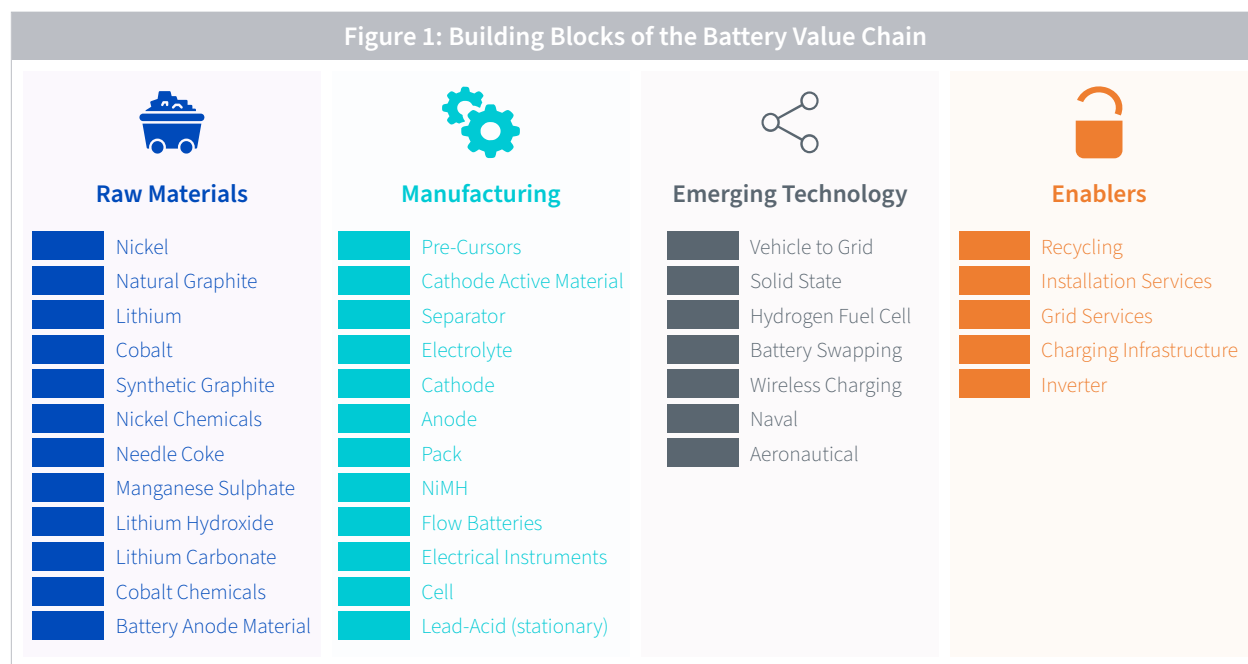 Figure 1: Building Blocks of the Battery Value Chain
Raw Materials
Nickel
Natural Graphite
Lithium
Cobalt
Synthetic Graphite
Nickel Chemicals
Needle Coke
Manganese Sulphate
Lithium Hydroxide
Lithium Carbonate
Cobalt Chemicals
Battery Anode Material
Manufacturing
Pre-Cursors
Cathode Active Material
Separator
Electrolyte
Cathode
Anode
Pack
NiMH
Flow Batteries
Electrical Instruments
Cell
Lead-Acid (stationary)
Emerging Technology
Vehicle to Grid
Solid State
Hydrogen Fuel Cell
Battery Swapping
Wireless Charging
Naval
Aeronautical
Enablers
Recycling
Installation Services
Grid Services
Charging Infrastructure
Inverter